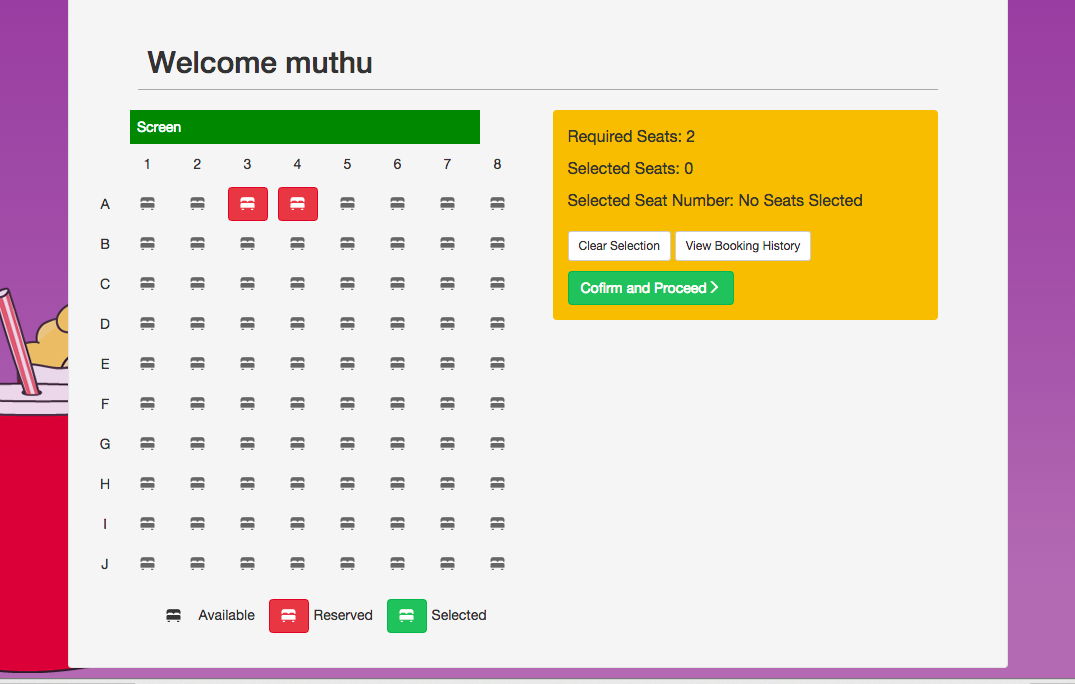 Welcome muthu
Screen
1 2 3 4 5 6 7 8
A
B
C
D
E
F
G
H
I
J
Available Reserved Selected
Required Seats: 2
Selected Seats: 0
Selected Seat Number: No Seats Slected
Clear Selection View Booking History
Cofirm and Proceed